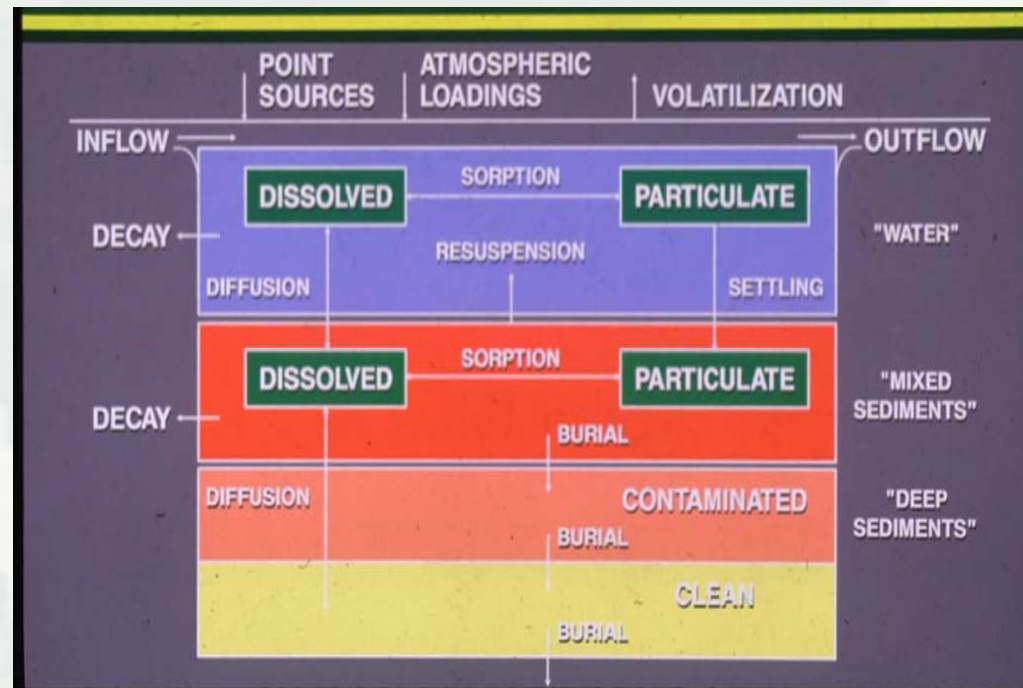 POINT
SOURCES
ATMOSPHERIC
LOADINGS
VOLATILIZATION
INFLOW
OUTFLOW
DISSOLVED
SORPTION
PARTICULATE
DECAY
RESUSPENSION
"WATER"
DIFFUSION
SETTLING
DISSOLVED
SORPTION
PARTICULATE
"MIXED
SEDIMENTS"
DECAY
BURIAL
DIFFUSION
CONTAMINATED
"DEEP
SEDIMENTS"
BURIAL
CLEAN
BURIAL